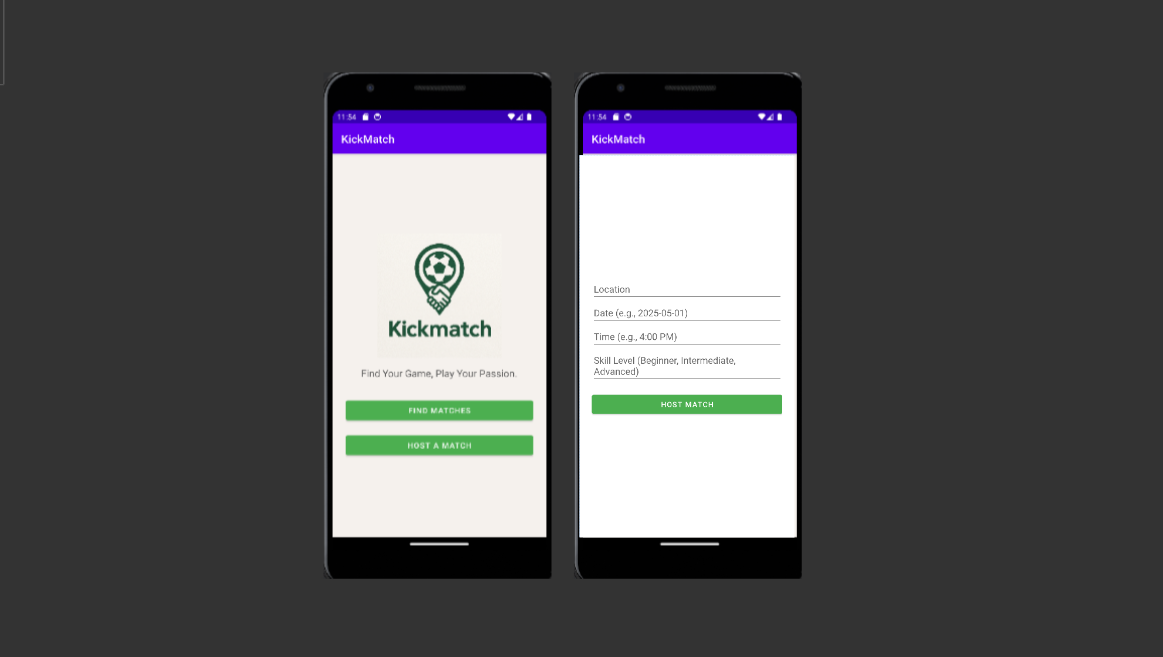 11:54
KickMatch
Kickmatch
Find Your Game, Play Your Passion.
FIND MATCHES
HOST A MATCH
11:54
KickMatch
Location
Date (e.g., 2025-05-01)
Time (e.g., 4:00 PM)
Skill Level (Beginner, Intermediate,
Advanced)
HOST MATCH